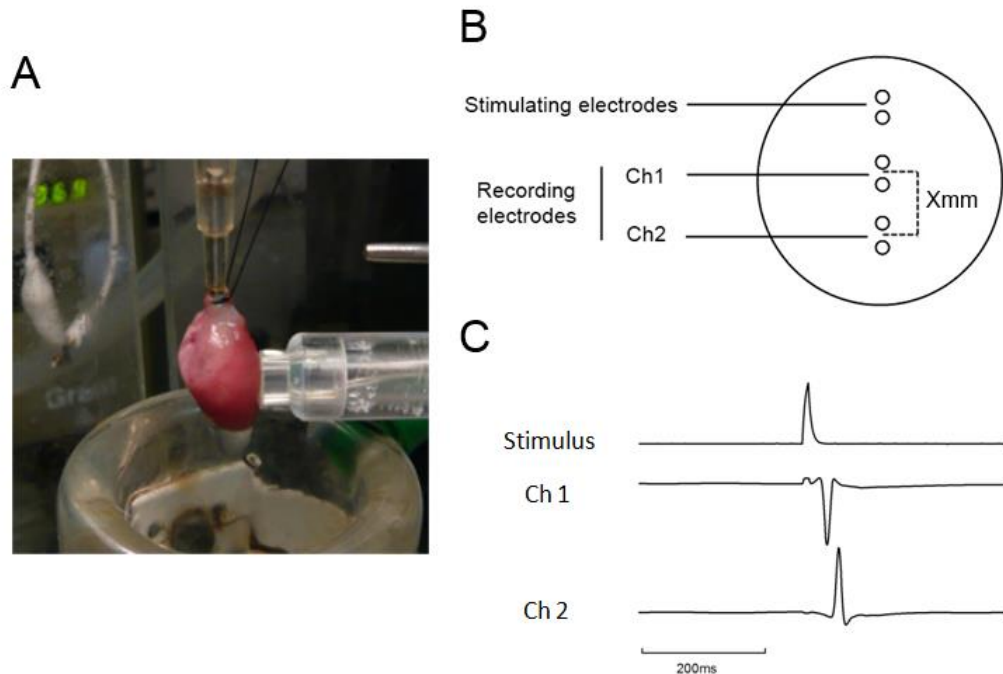 A
B
Stimulating electrodes
Recording
electrodes
Ch1
Ch2
Xmm
C
Stimulus
Ch 1
Ch 2
200ms